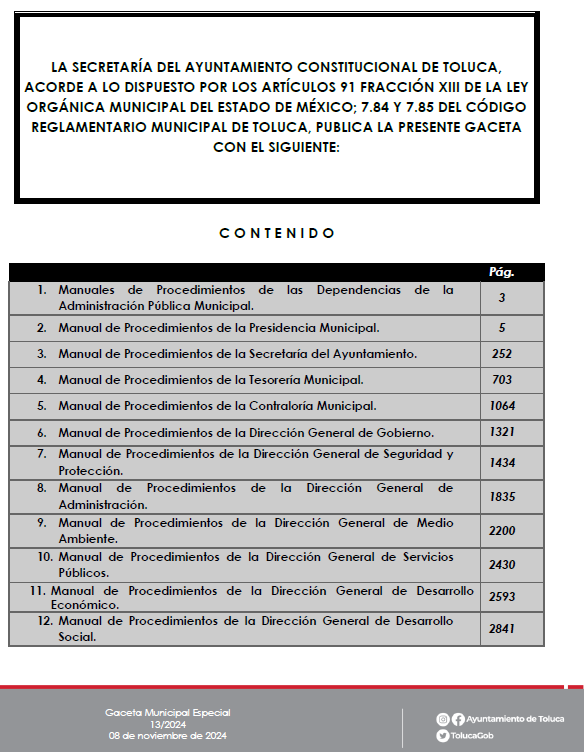 LA SECRETARÍA DEL AYUNTAMIENTO CONSTITUCIONAL DE TOLUCA,
ACORDE A LO DISPUESTO POR LOS ARTÍCULOS 91 FRACCIÓN XIII DE LA LEY
ORGÁNICA MUNICIPAL DEL ESTADO DE MÉXICO; 7.84 Y 7.85 DEL CÓDIGO
REGLAMENTARIO MUNICIPAL DE TOLUCA, PUBLICA LA PRESENTE GACETA
CON EL SIGUIENTE:
CONTENIDO
Pág.
1. Manuales de Procedimientos de las Dependencias de la
Administración Pública Municipal.
3
2. Manual de Procedimientos de la Presidencia Municipal. 5
3. Manual de Procedimientos de la Secretaría del Ayuntamiento. 252
4. Manual de Procedimientos de la Tesorería Municipal. 703
5. Manual de Procedimientos de la Contraloría Municipal. 1064
6. Manual de Procedimientos de la Dirección General de Gobierno. 1321
7. Manual de Procedimientos de la Dirección General de Seguridad y
Protección.
1434
8. Manual de Procedimientos de la Dirección General de
Administración.
1835
9. Manual de Procedimientos de la Dirección General de Medio
Ambiente.
2200
10. Manual de Procedimientos de la Dirección General de Servicios
Públicos.
2430
11. Manual de Procedimientos de la Dirección General de Desarrollo
Económico.
2593
12. Manual de Procedimientos de la Dirección General de Desarrollo
Social.
2841
Gaceta Municipal Especial
13/2024
08 de noviembre de 2024
Ayuntamiento de Toluca
TolucaGob